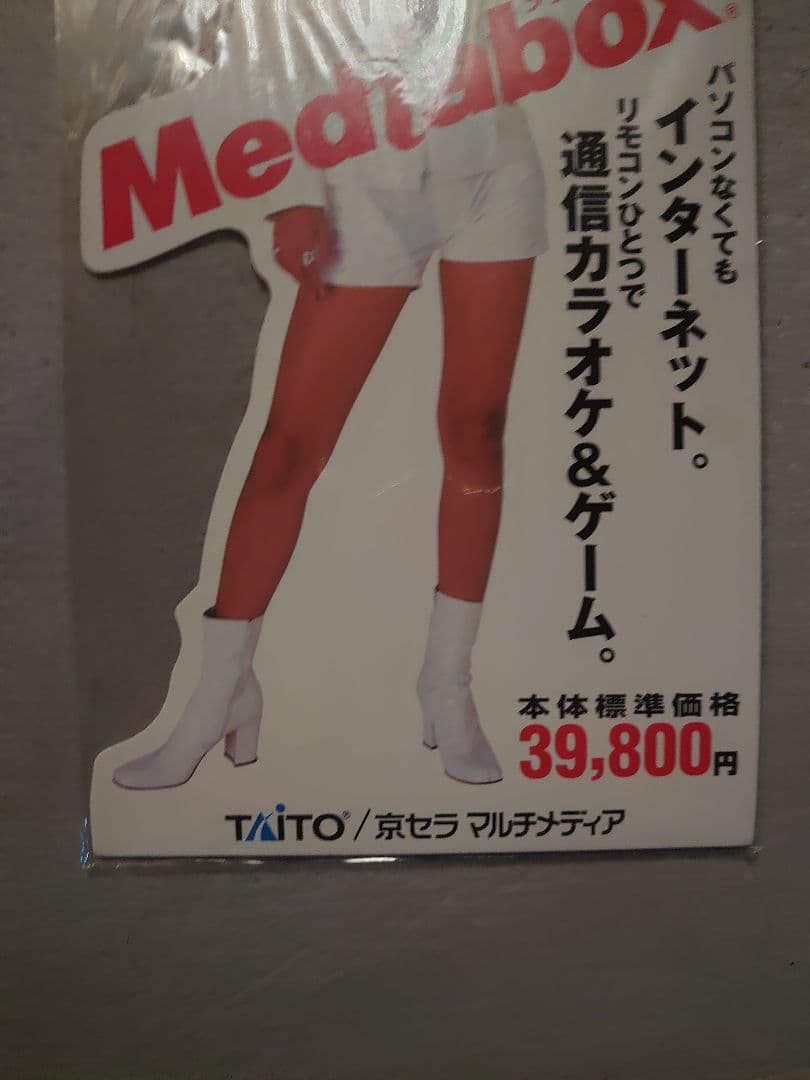 Mediabox®
パソコンなくても
インターネット。
リモコンひとつで
通信カラオケ&ゲーム。
本体標準価格
39,800円
TAiTO®/京セラ マルチメディア